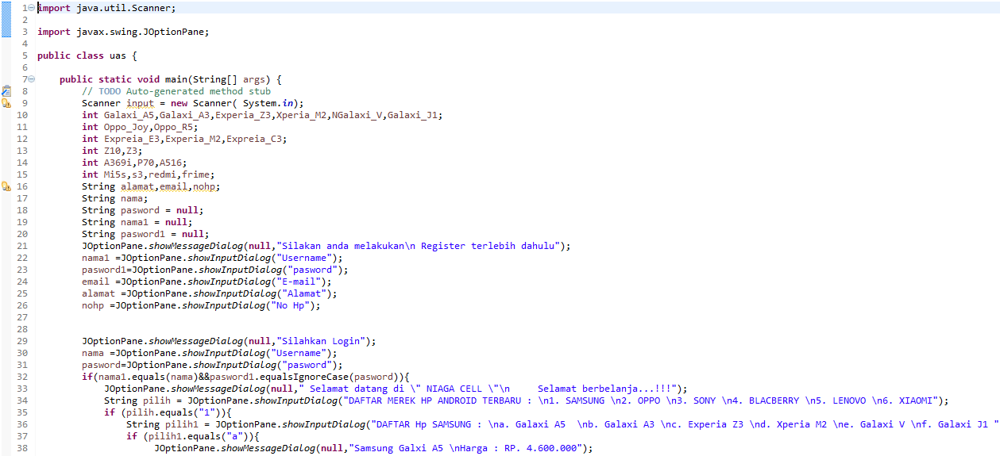 1 import java.util.Scanner;
2
3 import javax.swing.JOptionPane;
4
5 public class uas {
6
7 public static void main(String[] args) {
8 // TODO Auto-generated method stub
9 Scanner input = new Scanner( System.in);
10 int Galaxi_A5,Galaxi_A3,Experia_Z3,Xperia_M2,NGalaxi_V,Galaxi_J1;
11 int Oppo_Joy,Oppo_R5;
12 int Expreia_E3,Experia_M2,Expreia_C3;
13 int Z10,Z3;
14 int A369i,P70,A516;
15 int Mi5s,s3,redmi,frime;
16 String alamat,email,nohp;
17 String nama;
18 String pasword = null;
19 String nama1 = null;
20 String pasword1 = null;
21 JOptionPane.showMessageDialog(null,"Silakan anda melakukan\n Register terlebih dahulu");
22 nama1 =JOptionPane.showInputDialog("Username");
23 pasword1=JOptionPane.showInputDialog("pasword");
24 email =JOptionPane.showInputDialog("E-mail");
25 alamat =JOptionPane.showInputDialog("Alamat");
26 nohp =JOptionPane.showInputDialog("No Hp");
27
28
29 JOptionPane.showMessageDialog(null,"Silahkan Login");
30 nama =JOptionPane.showInputDialog("Username");
31 pasword=JOptionPane.showInputDialog("pasword");
32 if(nama1.equals(nama)&&pasword1.equalsIgnoreCase(pasword)){
33 JOptionPane.showMessageDialog(null," Selamat datang di \" NIAGA CELL \"\n     Selamat berbelanja...!!!");
34 String pilih = JOptionPane.showInputDialog("DAFTAR MEREK HP ANDROID TERBARU : \n1. SAMSUNG \n2. OPPO \n3. SONY \n4. BLACBERRY \n5. LENOVO \n6. XIAOMI");
35 if (pilih.equals("1")){
36 String pilih1 = JOptionPane.showInputDialog("DAFTAR Hp SAMSUNG : \na. Galaxi A5  \nb. Galaxi A3 \nc. Experia Z3 \nd. Xperia M2 \ne. Galaxi V \nf. Galaxi J1 "
37 if (pilih1.equals("a")){
38 JOptionPane.showMessageDialog(null,"Samsung Galxi A5 \nHarga : RP. 4.600.000");